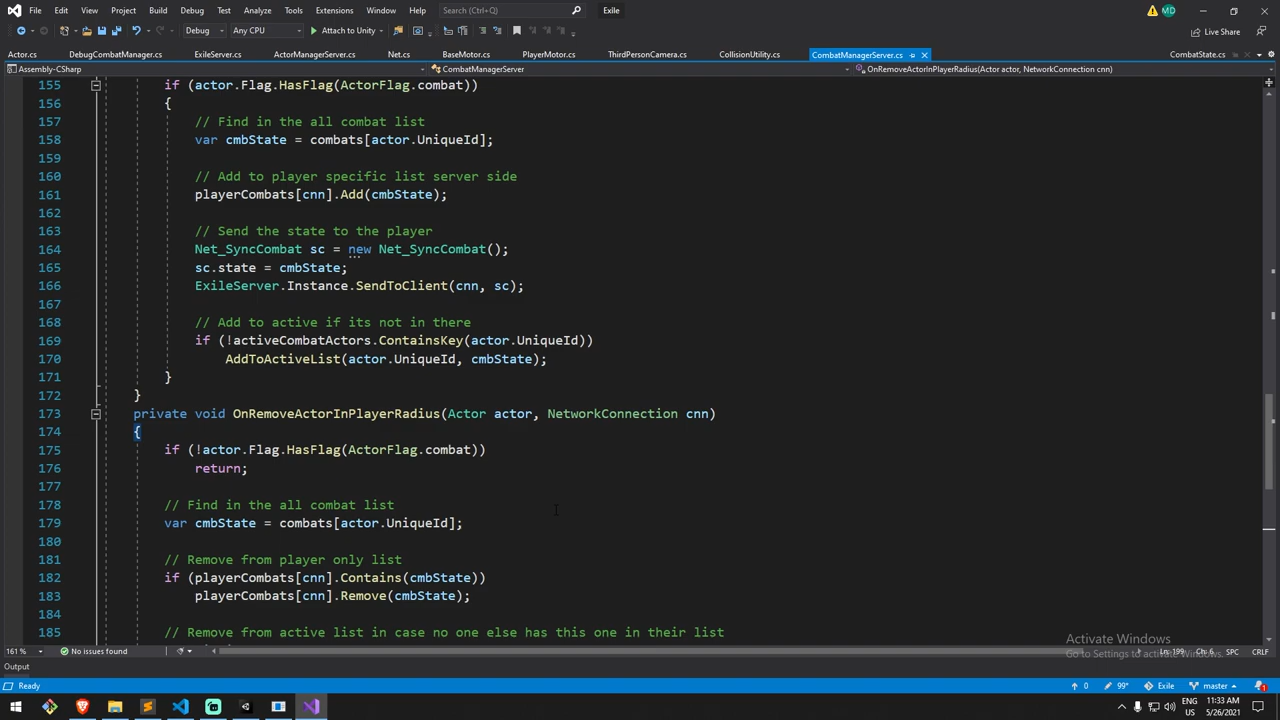 File Edit View Project Build Debug Test Analyze Tools Extensions Window Help Search (Ctrl+Q) Exile MD
Debug Any CPU Attach to Unity Live Share
Actor.cs DebugCombatManager.cs ExileServer.cs ActorManagerServer.cs Net.cs BaseMotor.cs PlayerMotor.cs ThirdPersonCamera.cs CollisionUtility.cs CombatManagerServer.cs CombatState.cs
Assembly-CSharp CombatManagerServer OnRemoveActorInPlayerRadius(Actor actor, NetworkConnection cnn)
155 if (actor.Flag.HasFlag(ActorFlag.combat))
156 {
157 // Find in the all combat list
158 var cmbState = combats[actor.UniqueId];
159
160 // Add to player specific list server side
161 playerCombats[cnn].Add(cmbState);
162
163 // Send the state to the player
164 Net_SyncCombat sc = new Net_SyncCombat();
165 sc.state = cmbState;
166 ExileServer.Instance.SendToClient(cnn, sc);
167
168 // Add to active if its not in there
169 if (!activeCombatActors.ContainsKey(actor.UniqueId))
170 AddToActiveList(actor.UniqueId, cmbState);
171 }
172 }
173 private void OnRemoveActorInPlayerRadius(Actor actor, NetworkConnection cnn)
174 {
175 if (!actor.Flag.HasFlag(ActorFlag.combat))
176 return;
177
178 // Find in the all combat list
179 var cmbState = combats[actor.UniqueId];
180
181 // Remove from player only list
182 if (playerCombats[cnn].Contains(cmbState))
183 playerCombats[cnn].Remove(cmbState);
184
185 // Remove from active list in case no one else has this one in their list
Activate Windows
Go to Settings to activate Windows.
161 % No issues found Ln: 199 Ch: 6 SPC CRLF
Output
Ready 0 99* Exile master 1
ENG 11:33 AM
US 5/26/2021